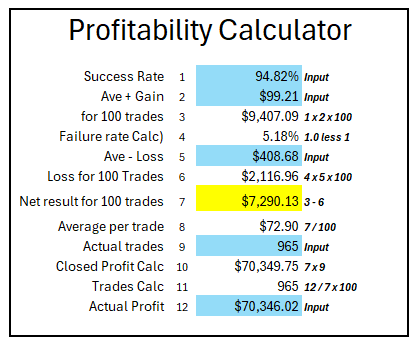 Profitability Calculator
Success Rate 1 94.82% Input
Ave + Gain 2 $99.21 Input
for 100 trades 3 $9,407.09 1 x 2 x 100
Failure rate Calc) 4 5.18% 1.0 less 1
Ave - Loss 5 $408.68 Input
Loss for 100 Trades 6 $2,116.96 4 x 5 x 100
Net result for 100 trades 7 $7,290.13 3 - 6
Average per trade 8 $72.90 7 / 100
Actual trades 9 965 Input
Closed Profit Calc 10 $70,349.75 7 x 9
Trades Calc 11 965 12 / 7 x 100
Actual Profit 12 $70,346.02 Input